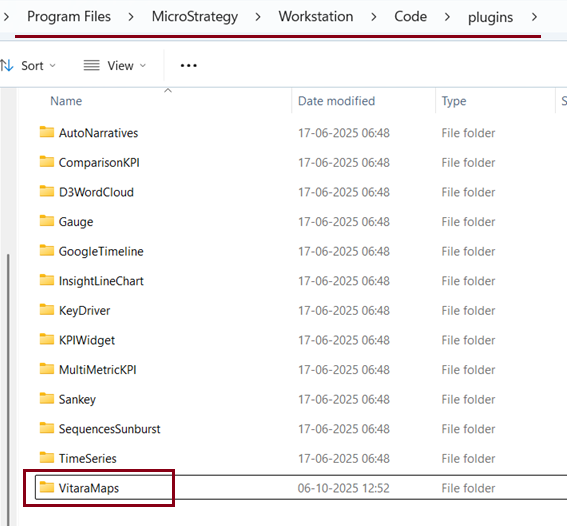 Program Files > MicroStrategy > Workstation > Code > plugins >
Sort View ...
Name Date modified Type S
AutoNarratives 17-06-2025 06:48 File folder
ComparisonKPI 17-06-2025 06:48 File folder
D3WordCloud 17-06-2025 06:48 File folder
Gauge 17-06-2025 06:48 File folder
GoogleTimeline 17-06-2025 06:48 File folder
InsightLineChart 17-06-2025 06:48 File folder
KeyDriver 17-06-2025 06:48 File folder
KPIWidget 17-06-2025 06:48 File folder
MultiMetricKPI 17-06-2025 06:48 File folder
Sankey 17-06-2025 06:48 File folder
SequencesSunburst 17-06-2025 06:48 File folder
TimeSeries 17-06-2025 06:48 File folder
VitaraMaps 06-10-2025 12:52 File folder